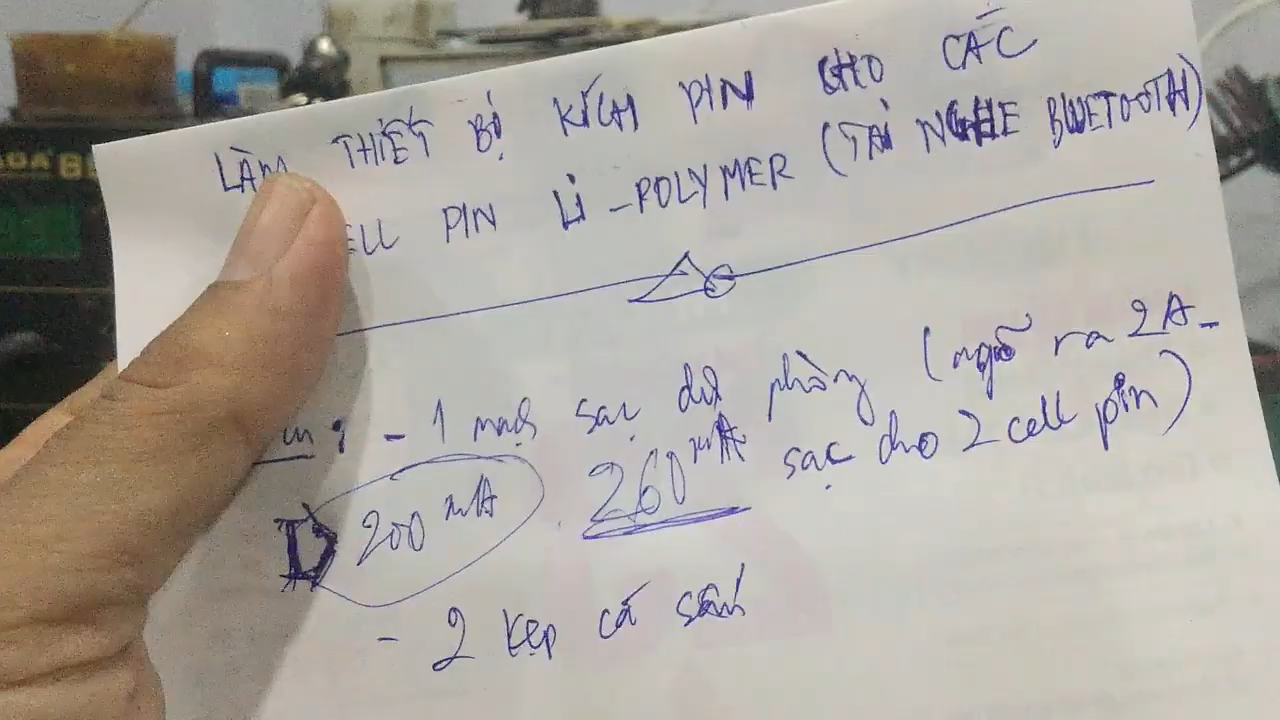 LÀM THIẾT BỊ KÍCH PIN CHO CÁC
ELL PIN Li-POLYMER (TAI NGHE BLUETOOTH)
- 1 mạch sạc dự phòng (ngõ ra 2A-
200 mA 260 mA sạc cho 2 cell pin)
- 2 kẹp cá sấu